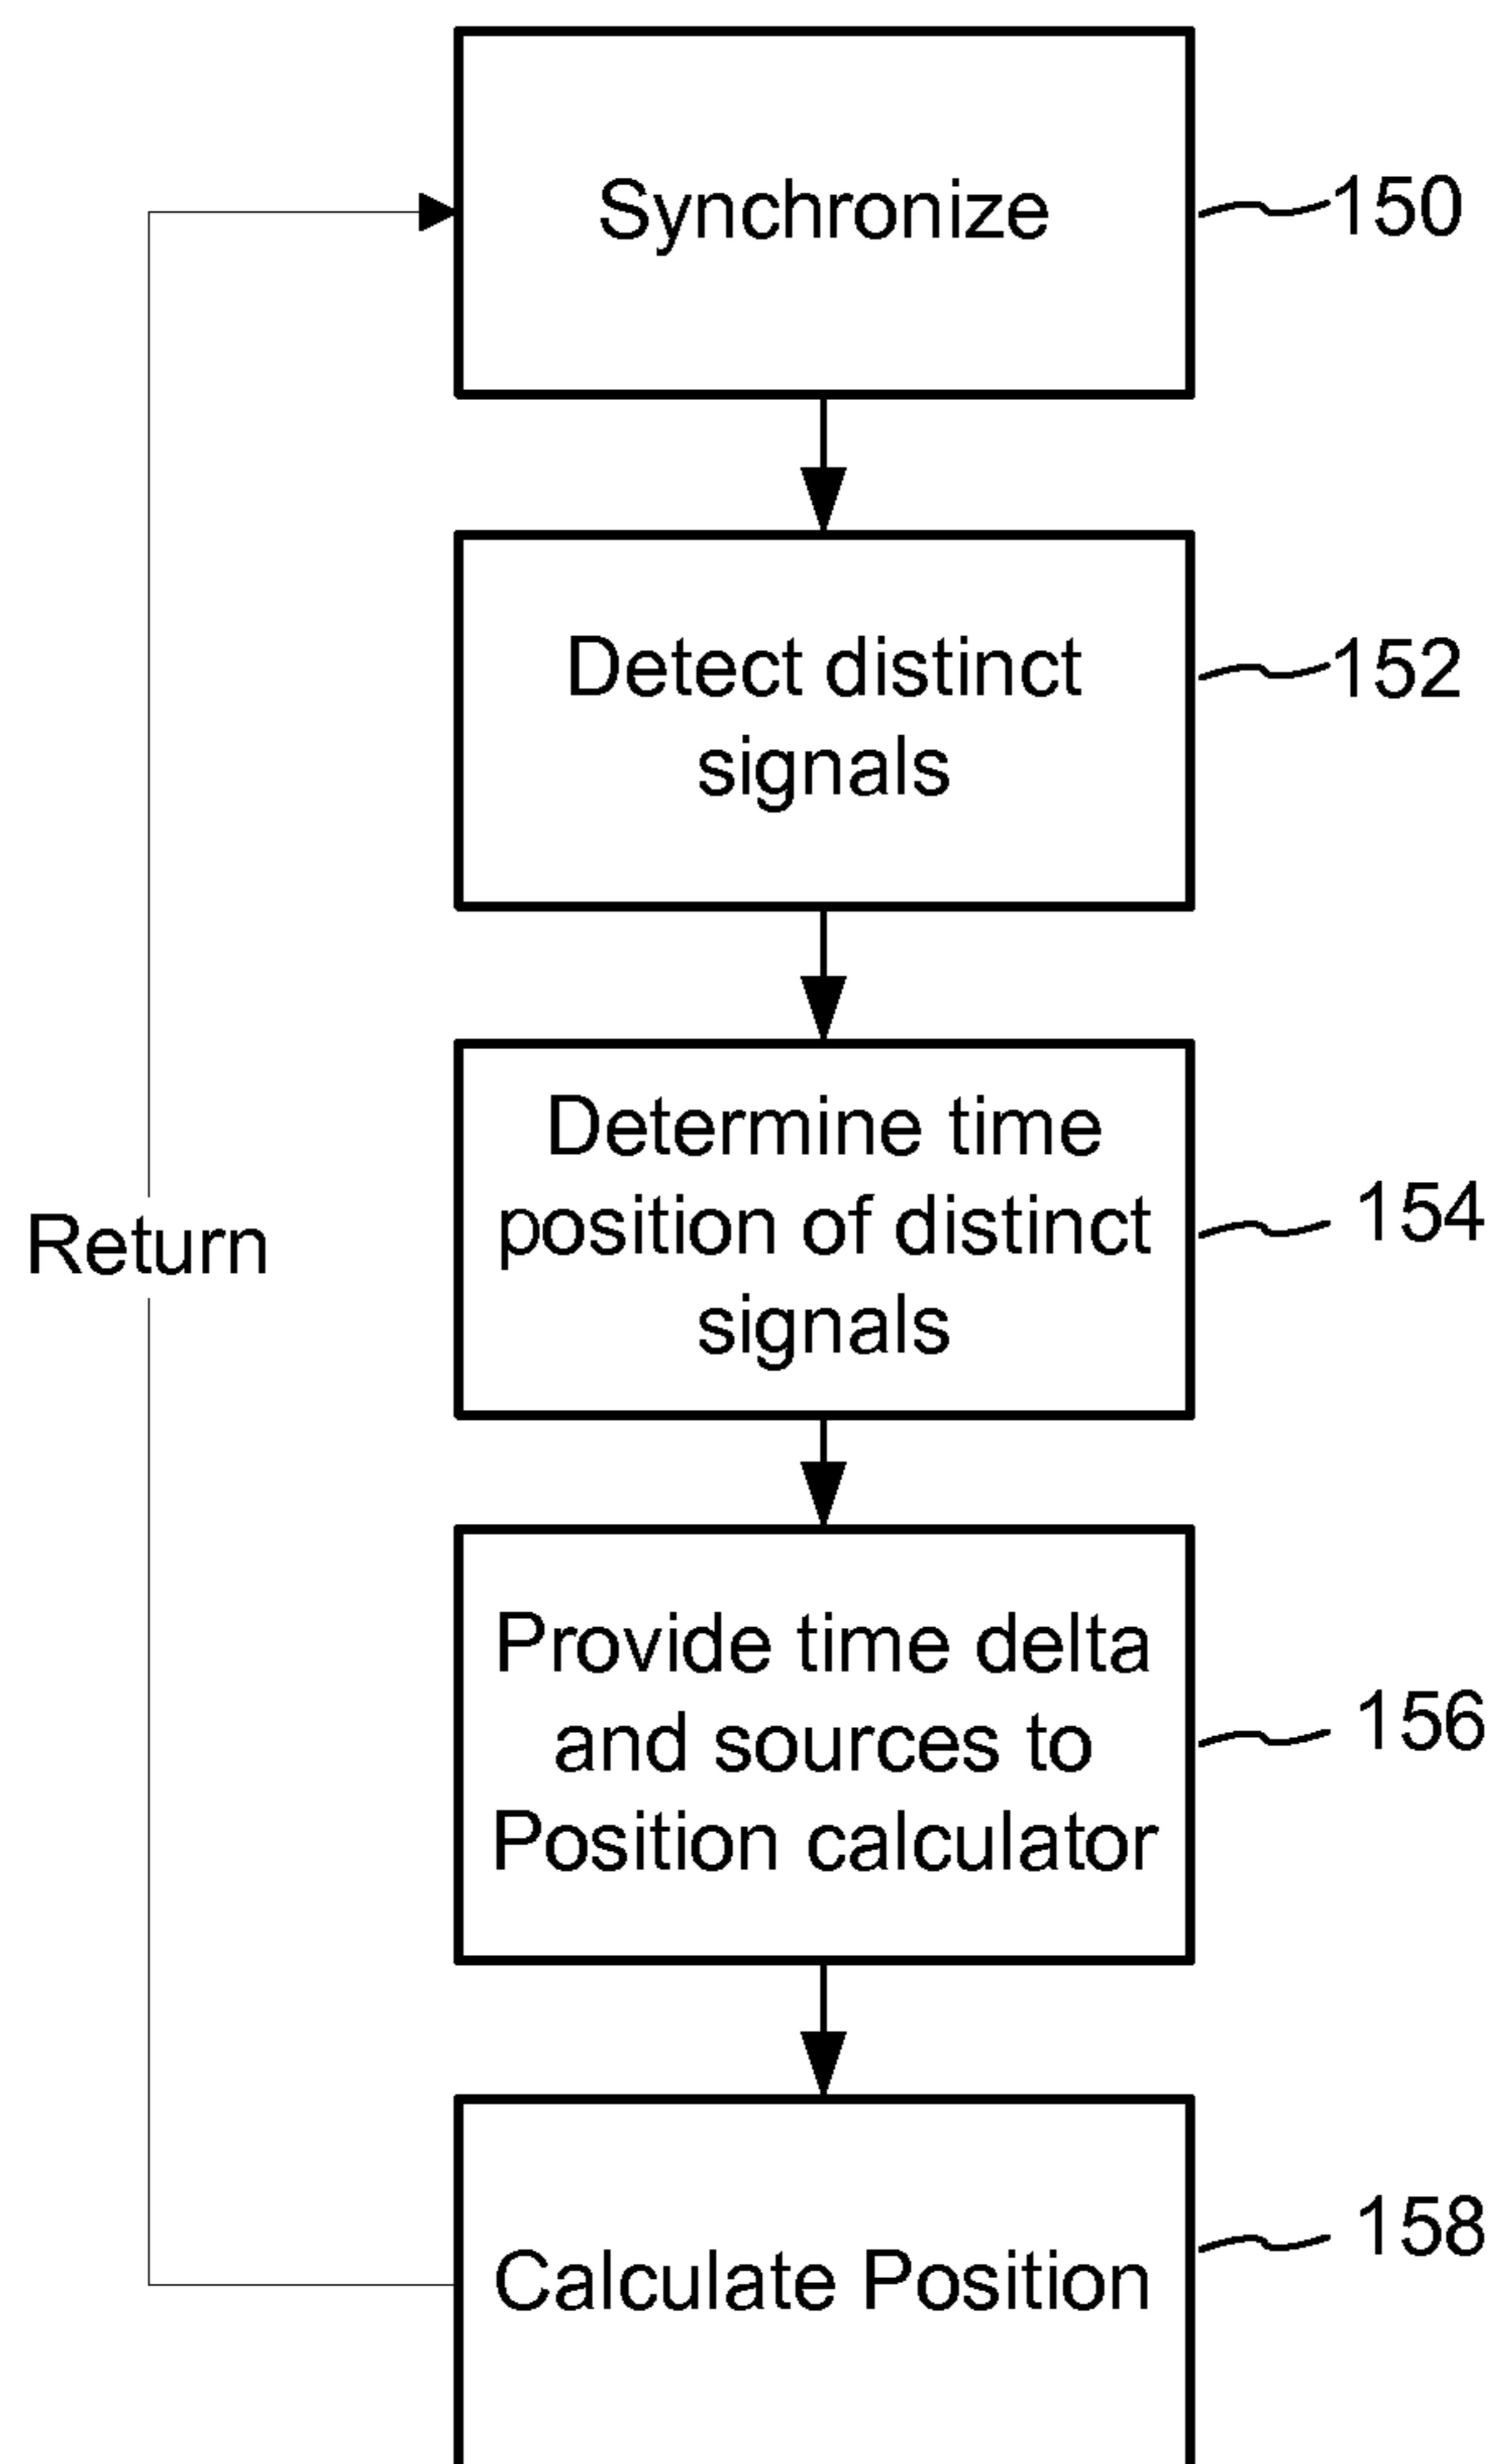 Synchronize
150
Detect distinct
signals
152
Determine time
position of distinct
signals
154
Return
Provide time delta
and sources to
Position calculator
156
Calculate Position
158